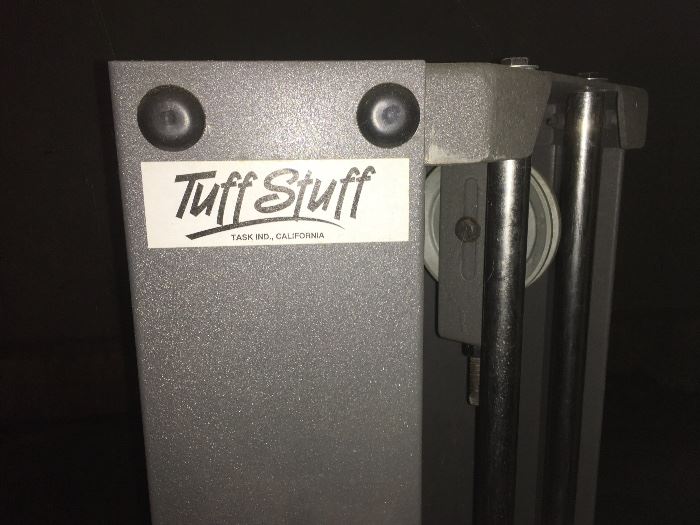 Tuff Stuff
TASK IND., CALIFORNIA